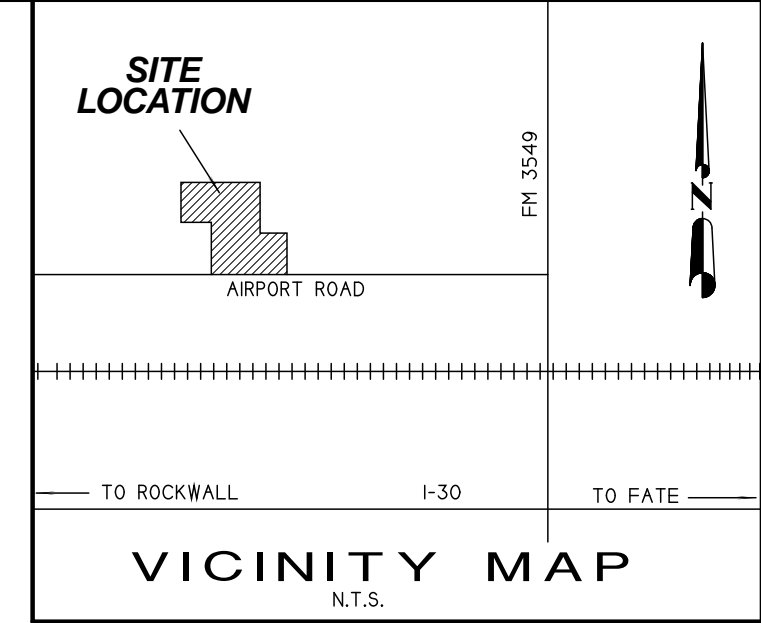 SITE
LOCATION
FM 3549
N
AIRPORT ROAD
TO ROCKWALL
I-30
TO FATE
VICINITY MAP
N.T.S.